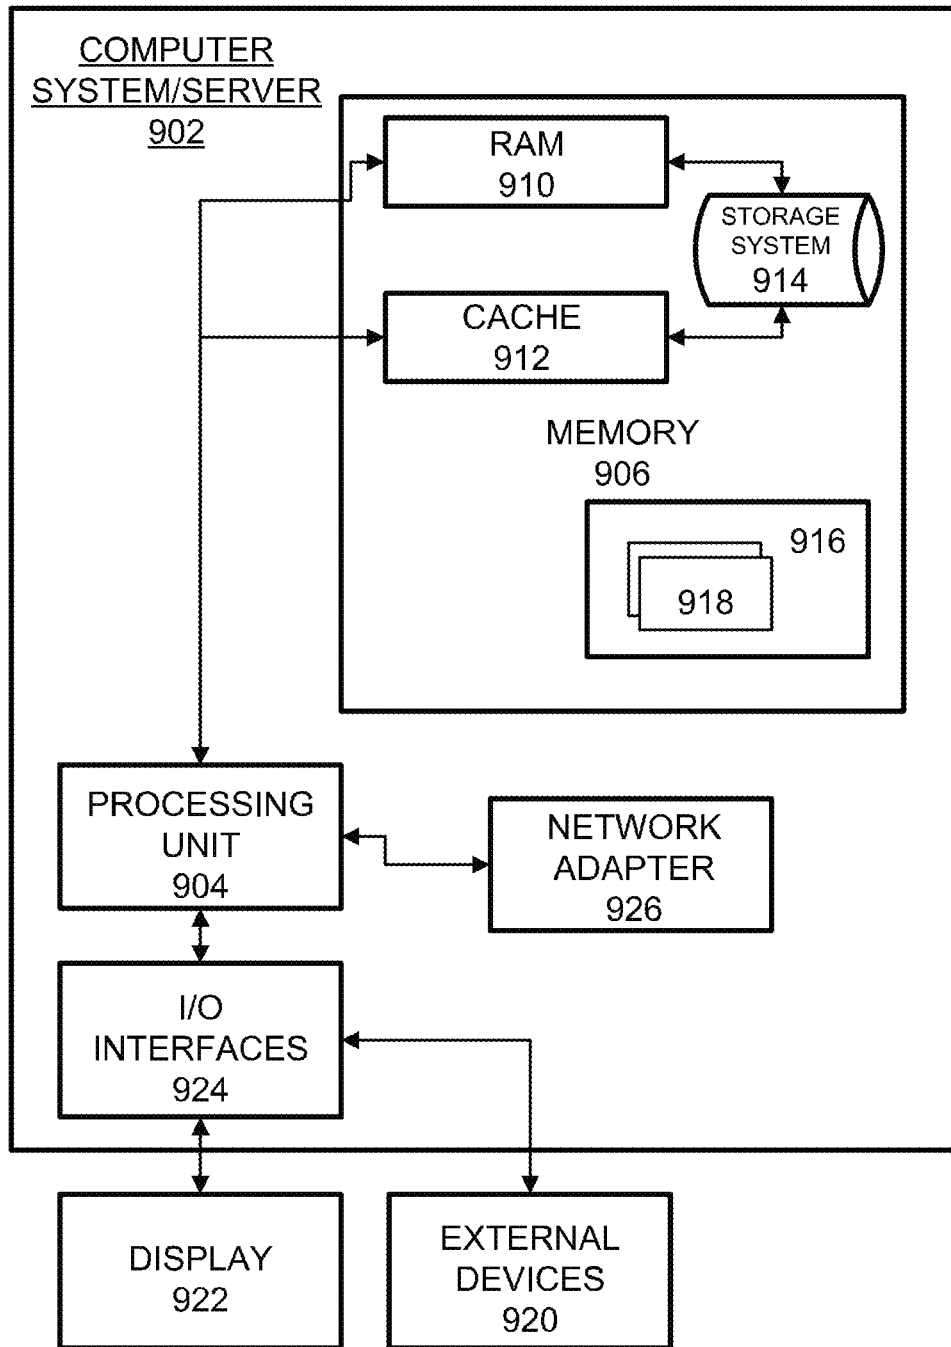 COMPUTER
SYSTEM/SERVER
902
RAM
910
STORAGE
SYSTEM
914
CACHE
912
MEMORY
906
916
918
PROCESSING
UNIT
904
NETWORK
ADAPTER
926
I/O
INTERFACES
924
DISPLAY
922
EXTERNAL
DEVICES
920